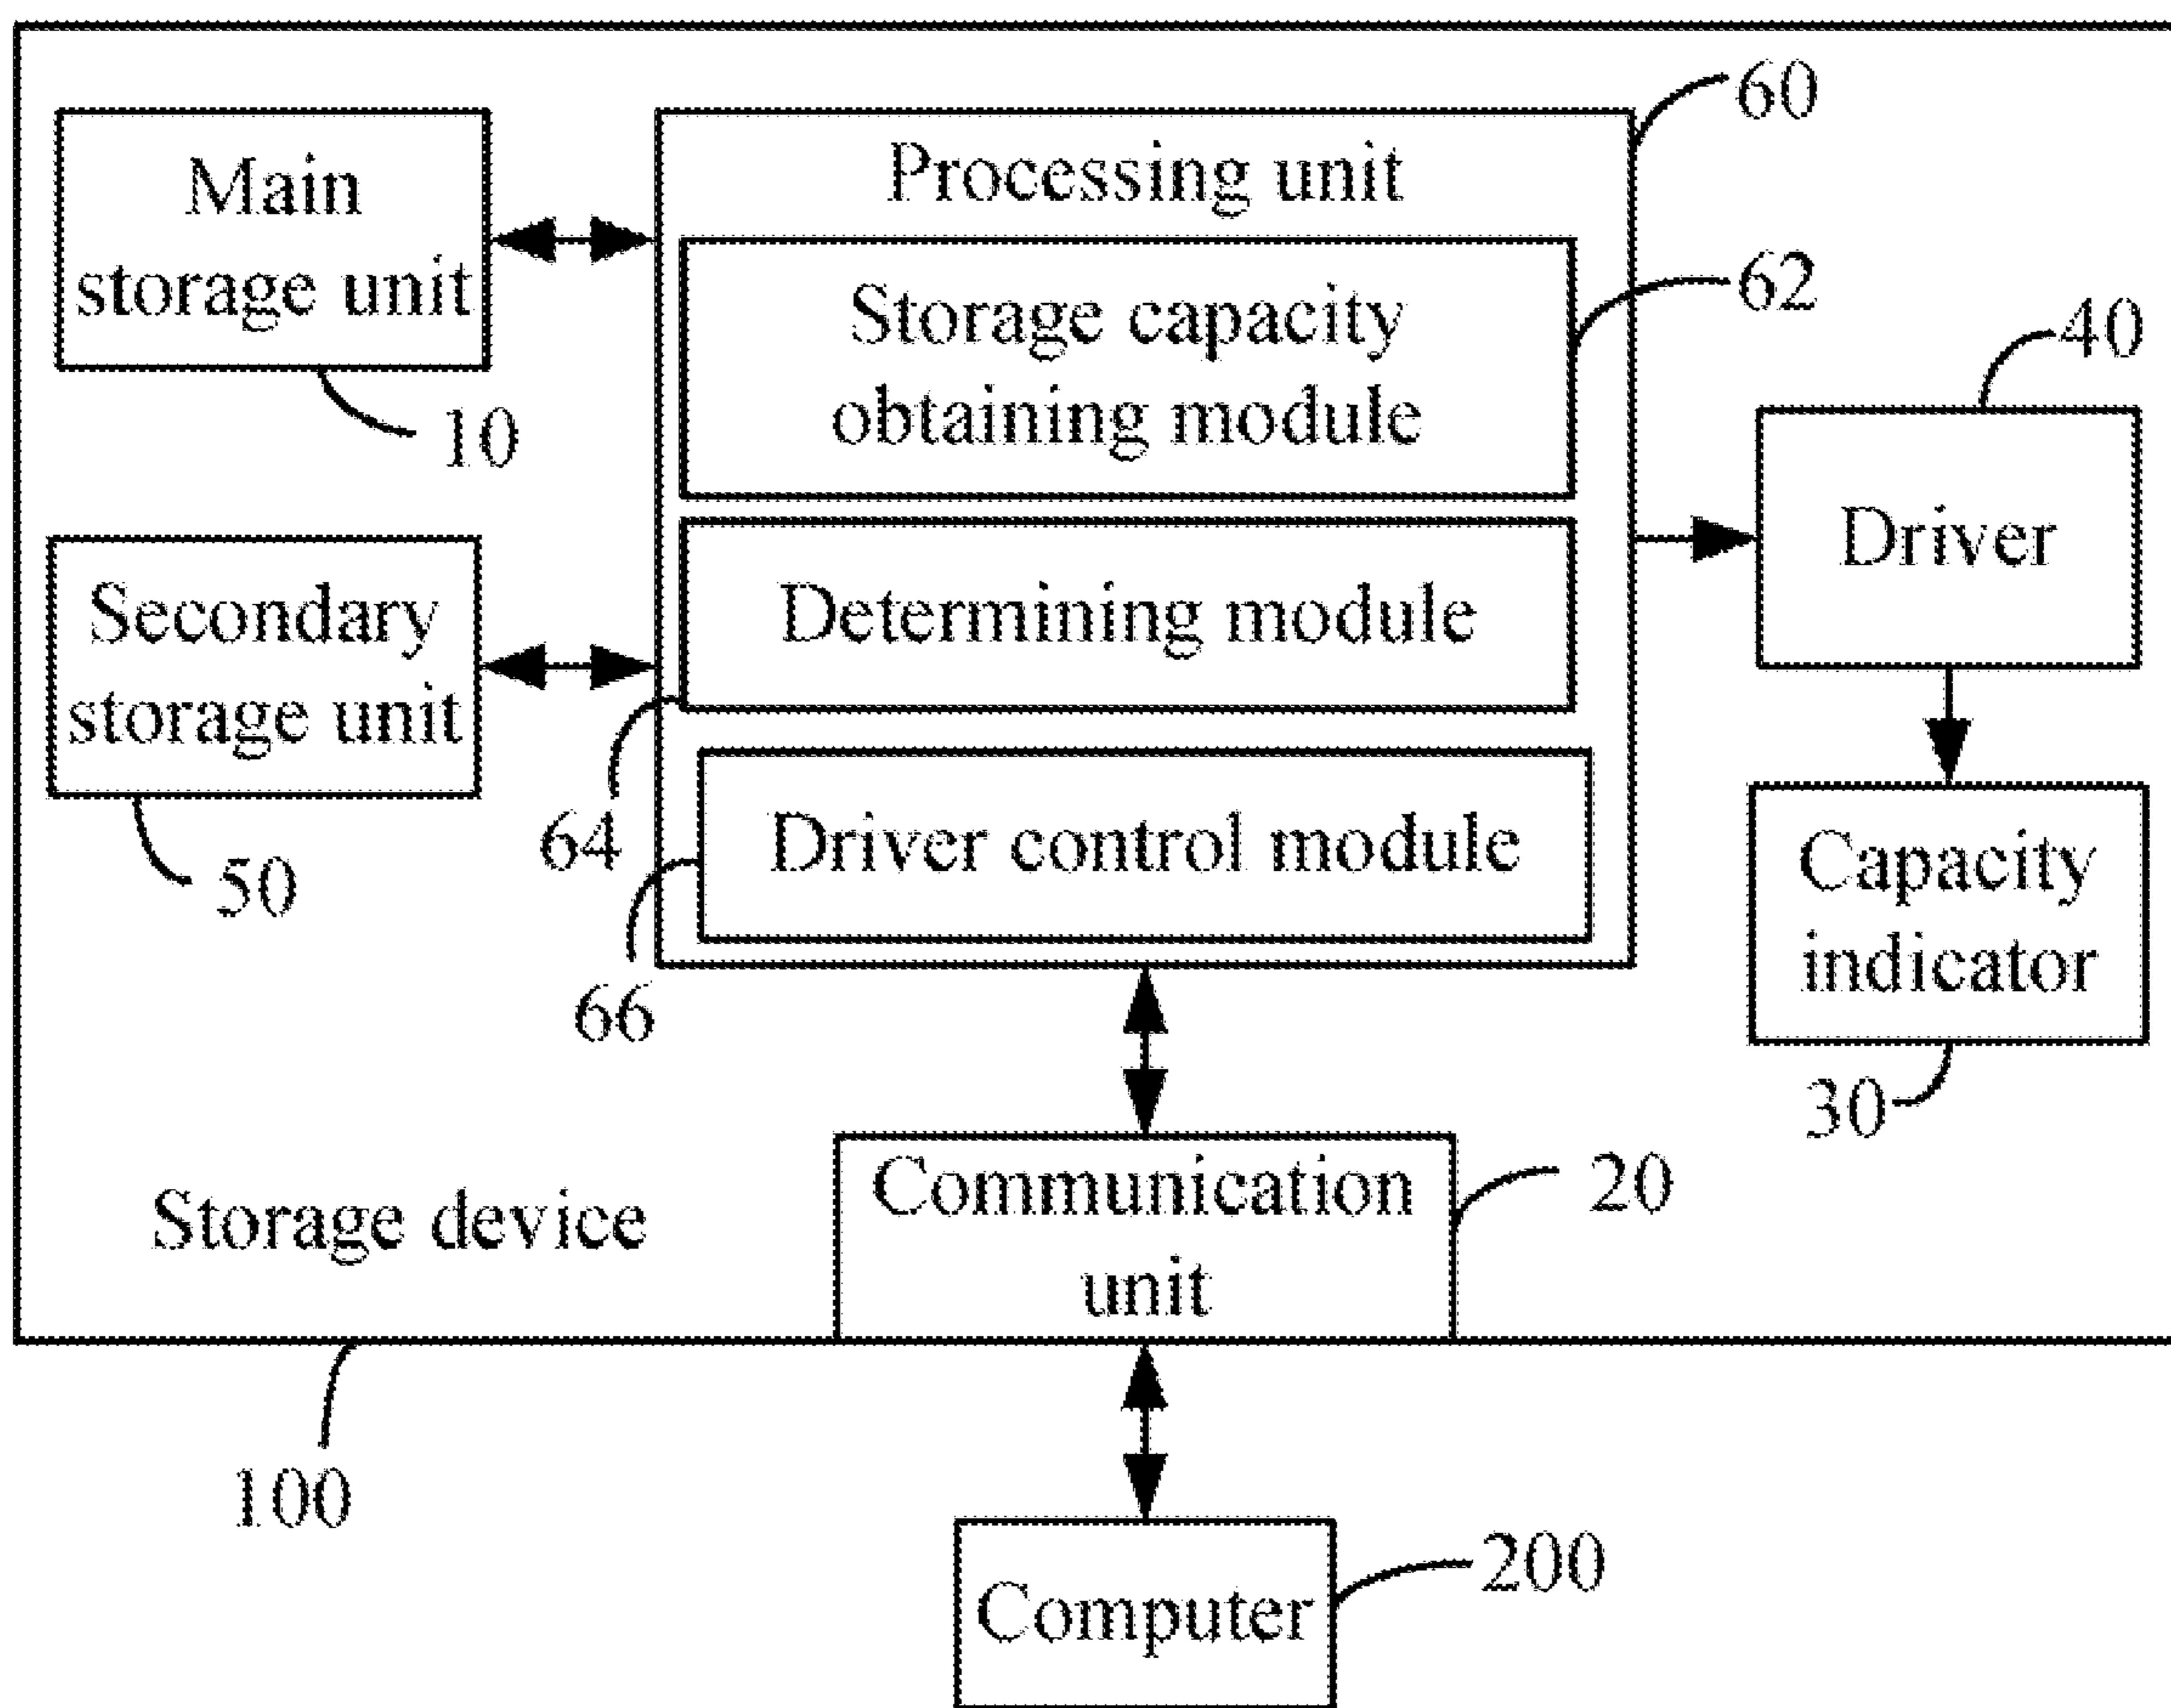 60
Main
storage unit
10
Processing unit
Storage capacity
obtaining module
62
40
Driver
Determining module
64
Secondary
storage unit
50
Driver control module
66
Capacity
indicator
30
Communication
unit
20
Storage device
100
Computer
200